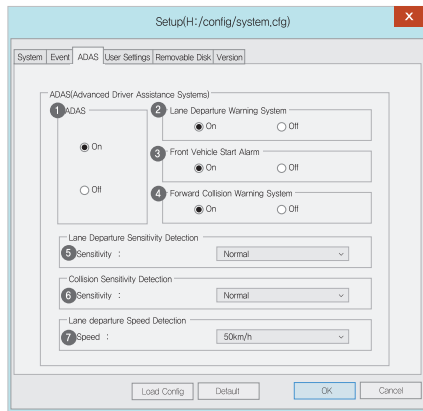 Setup(H:/config/system,cfg)
X
System Event ADAS User Settings Removable Disk Version
ADAS(Advanced Driver Assistance Systems)
1 ADAS
On
Off
2 Lane Departure Warning System
On Off
3 Front Vehicle Start Alarm
On Off
4 Forward Collision Warning System
On Off
Lane Departure Sensitivity Detection
5 Sensitivity : Normal
Collision Sensitivity Detection
6 Sensitivity : Normal
Lane departure Speed Detection
7 Speed : 50km/h
Load Config Default OK Cancel